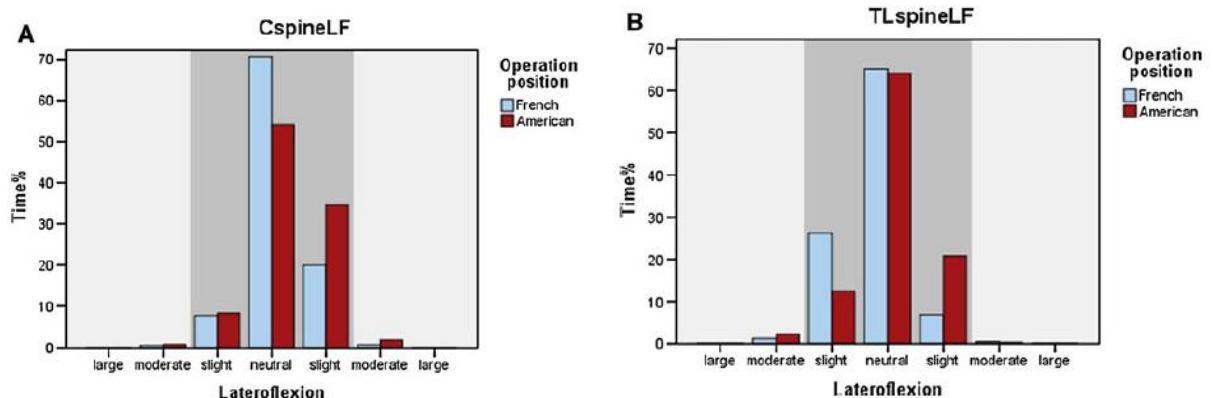 A
CspineLF
Time%
70
60
50
40
30
20
10
0
large moderate slight neutral slight moderate large
Lateroflexion
Operation
position
French
American
B
TLspineLF
Time%
70
60
50
40
30
20
10
0
large moderate slight neutral slight moderate large
Lateroflexion
Operation
position
French
American